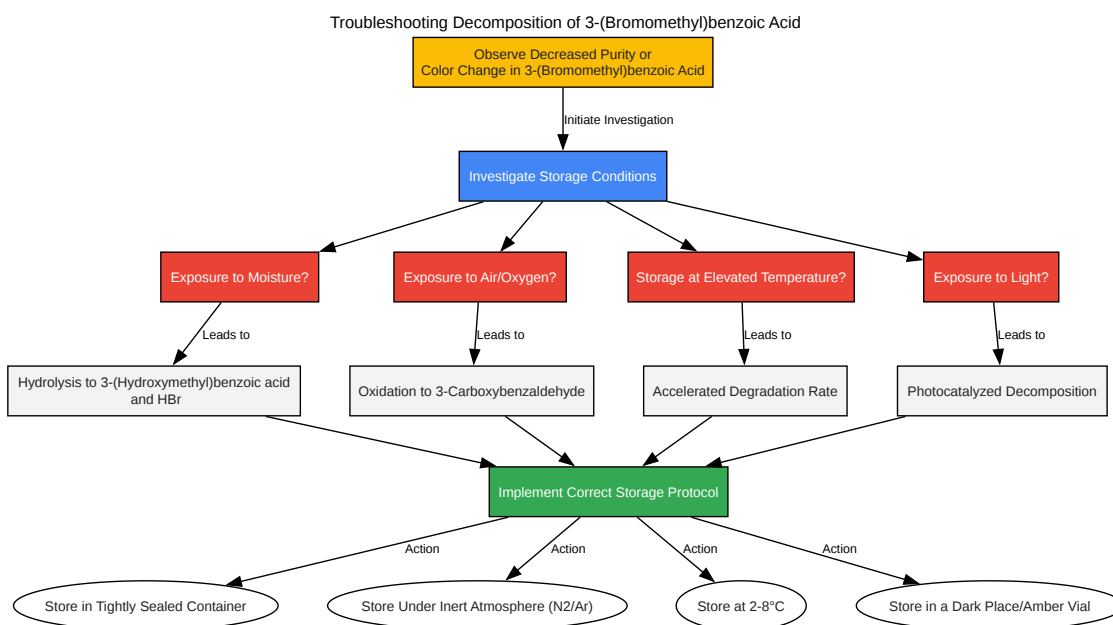 Troubleshooting Decomposition of 3-(Bromomethyl)benzoic Acid
Observe Decreased Purity or
Color Change in 3-(Bromomethyl)benzoic Acid
Initiate Investigation
Investigate Storage Conditions
Exposure to Moisture?
Exposure to Air/Oxygen?
Storage at Elevated Temperature?
Exposure to Light?
Leads to
Leads to
Leads to
Leads to
Hydrolysis to 3-(Hydroxymethyl)benzoic acid
and HBr
Oxidation to 3-Carboxybenzaldehyde
Accelerated Degradation Rate
Photocatalyzed Decomposition
Implement Correct Storage Protocol
Action
Action
Action
Action
Store in Tightly Sealed Container
Store Under Inert Atmosphere (N2/Ar)
Store at 2-8°C
Store in a Dark Place/Amber Vial